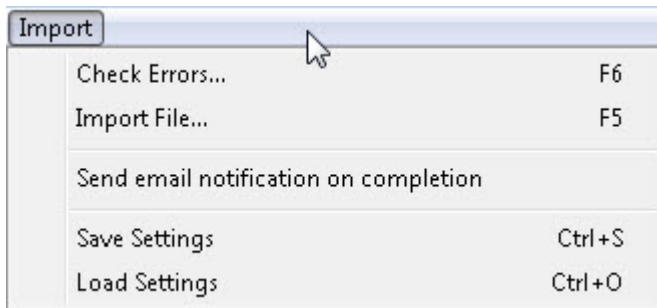 Import
Check Errors... F6
Import File... F5
Send email notification on completion
Save Settings Ctrl+S
Load Settings Ctrl+O